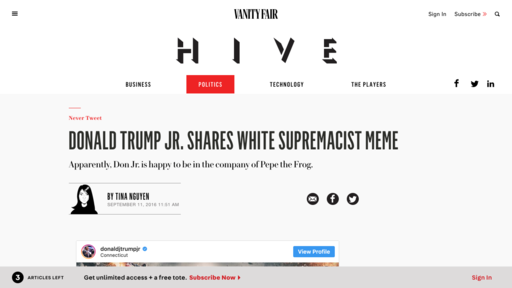 VANITY FAIR
Sign In
Subscribe »
HIVE
BUSINESS
POLITICS
TECHNOLOGY
THE PLAYERS
Never Tweet
DONALD TRUMP JR. SHARES WHITE SUPREMACIST MEME
Apparently, Don Jr. is happy to be in the company of Pepe the Frog.
BY TINA NGUYEN
SEPTEMBER 11, 2016 11:51 AM
donaldjtrumpjr
Connecticut
View Profile
3 ARTICLES LEFT
Get unlimited access + a free tote. Subscribe Now
Sign In